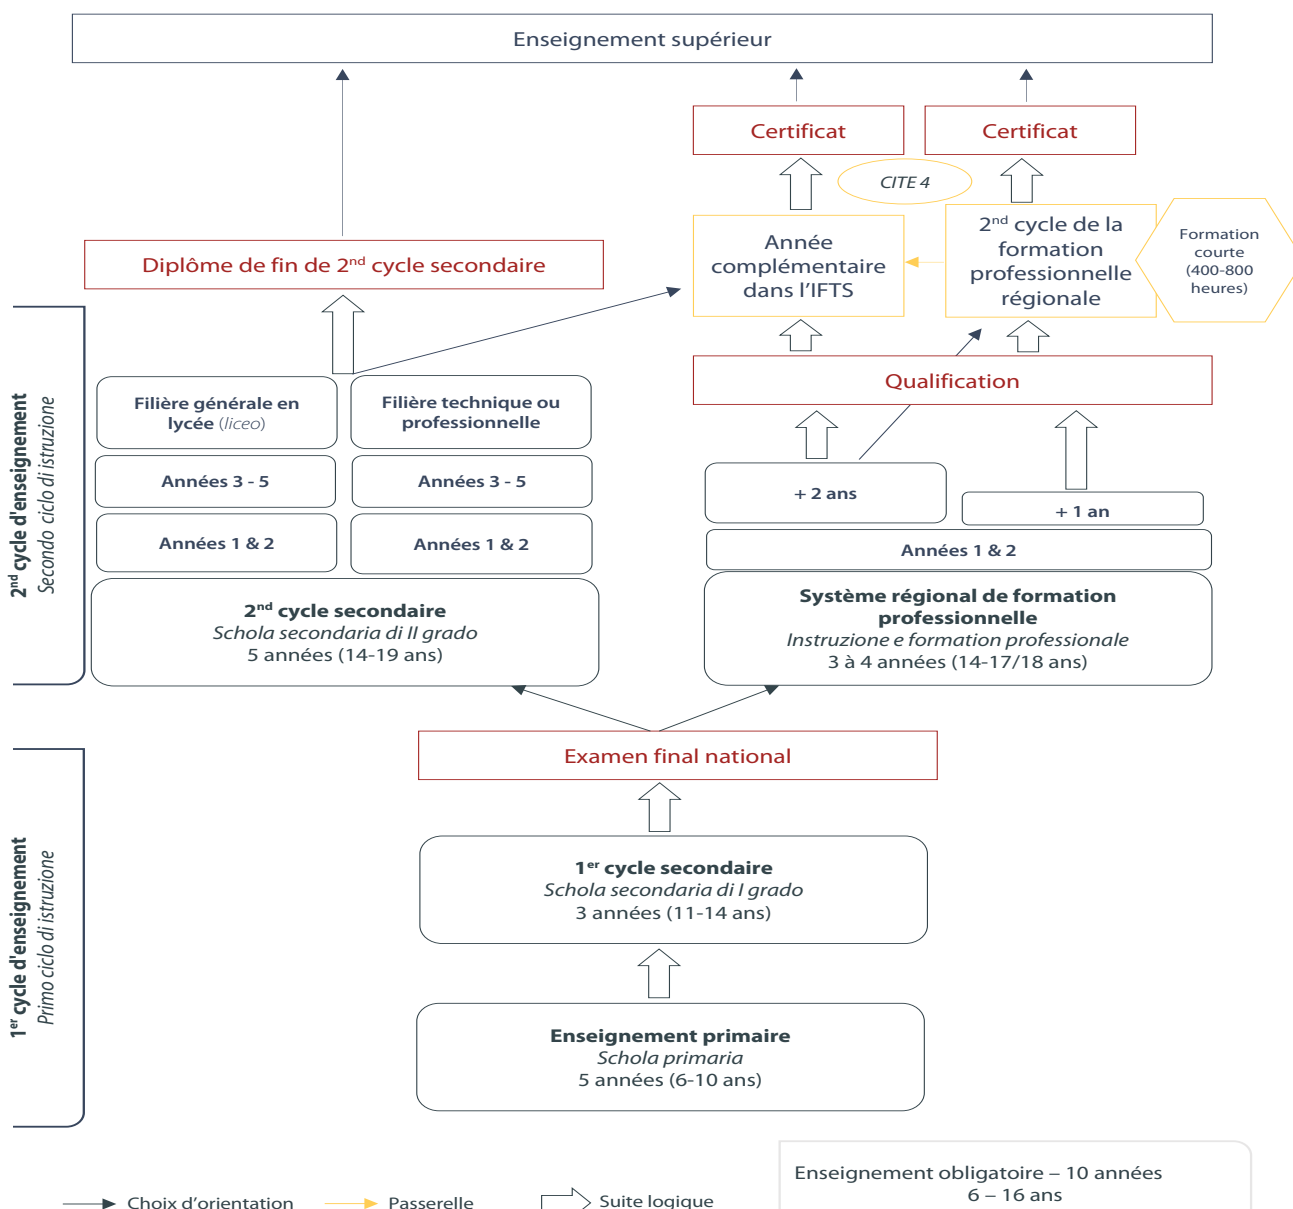 Enseignement supérieur
Certificat
Certificat
CITE 4
Diplôme de fin de 2nd cycle secondaire
Année
complémentaire
dans l'IFTS
2nd cycle de la
formation
professionnelle
régionale
Formation
courte
(400-800
heures)
Qualification
2nd cycle d'enseignement
Secondo ciclo di istruzione
Filière générale en
lycée (liceo)
Filière technique ou
professionnelle
Années 3 - 5
Années 3 - 5
+ 2 ans
+ 1 an
Années 1 & 2
Années 1 & 2
Années 1 & 2
2nd cycle secondaire
Schola secondaria di II grado
5 années (14-19 ans)
Système régional de formation
professionnelle
Instruzione e formation professionale
3 à 4 années (14-17/18 ans)
Examen final national
1er cycle d'enseignement
Primo ciclo di istruzione
1er cycle secondaire
Schola secondaria di I grado
3 années (11-14 ans)
Enseignement primaire
Schola primaria
5 années (6-10 ans)
Choix d'orientation
Passerelle
Suite logique
Enseignement obligatoire – 10 années
6 – 16 ans